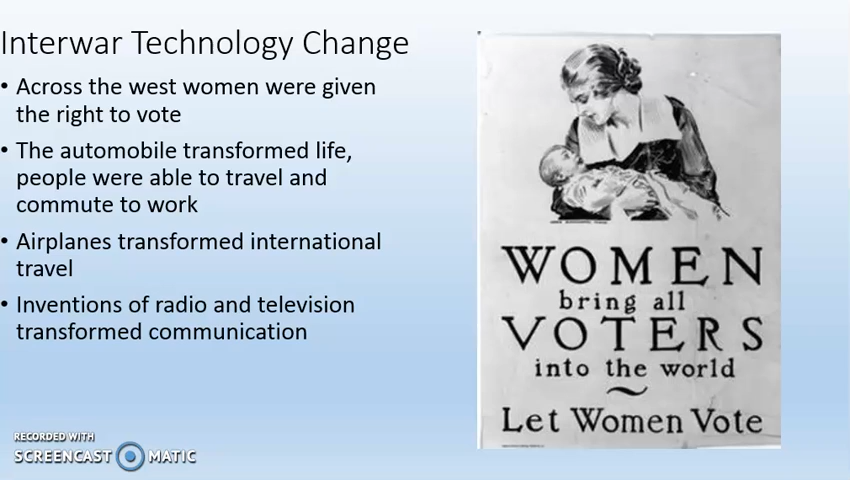 Interwar Technology Change
• Across the west women were given
the right to vote
• The automobile transformed life,
people were able to travel and
commute to work
• Airplanes transformed international
travel
• Inventions of radio and television
transformed communication
WOMEN
bring all
VOTERS
into the world
~
Let Women Vote
RECORDED WITH
SCREENCAST MATIC